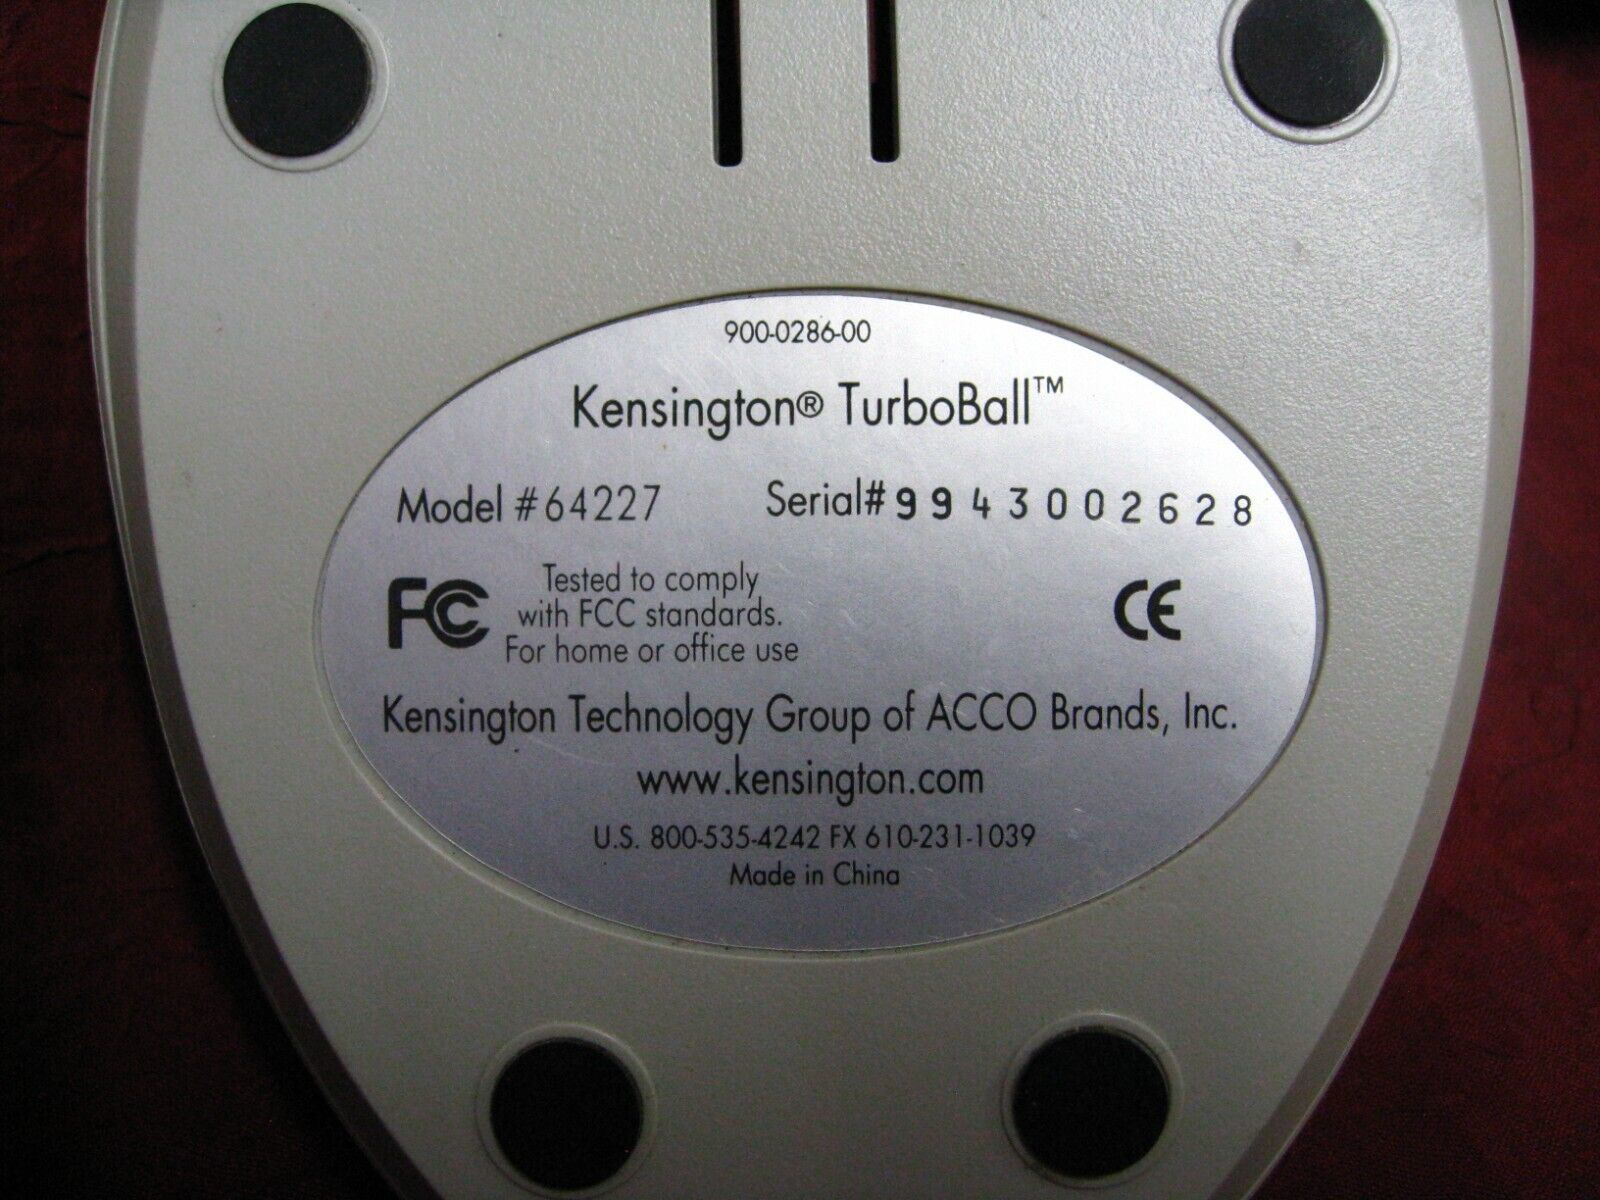 900-0286-00
Kensington® TurboBall™
Model #64227 Serial# 9943002628
FC Tested to comply
with FCC standards.
For home or office use
CE
Kensington Technology Group of ACCO Brands, Inc.
www.kensington.com
U.S. 800-535-4242 FX 610-231-1039
Made in China